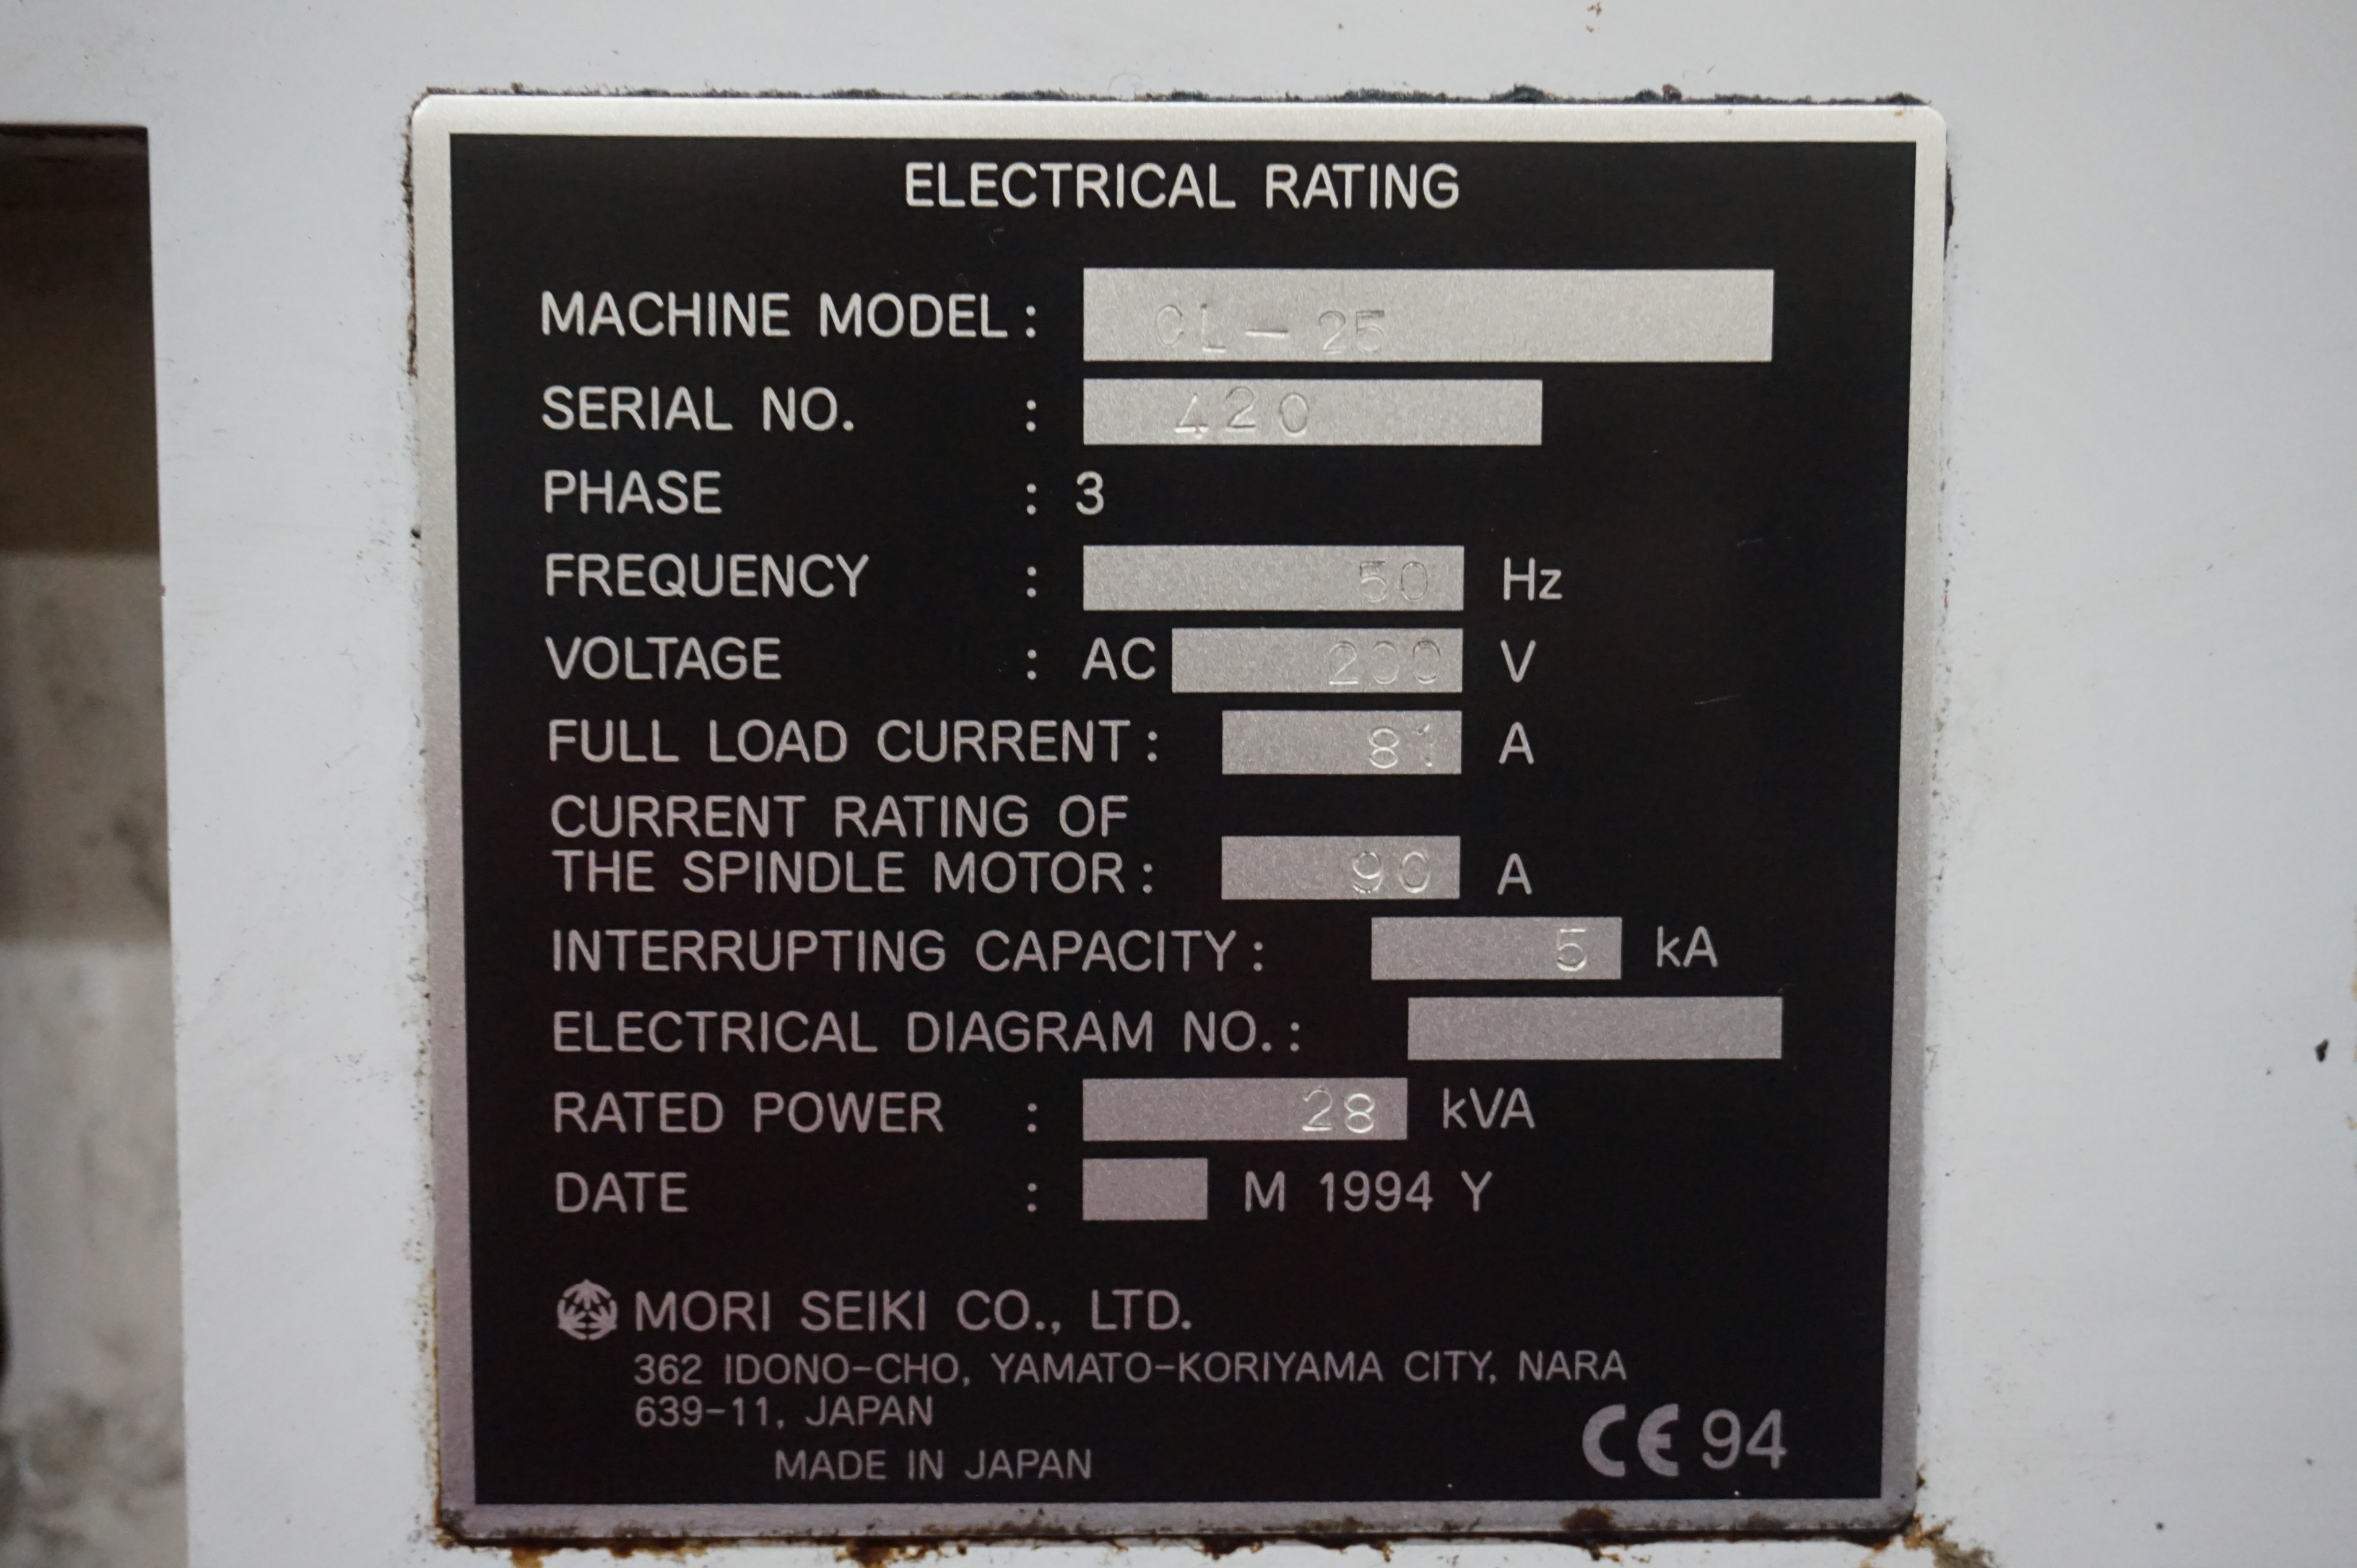 ELECTRICAL RATING
MACHINE MODEL: CL-25
SERIAL NO. : 420
PHASE : 3
FREQUENCY : 50 Hz
VOLTAGE : AC 200 V
FULL LOAD CURRENT: 81 A
CURRENT RATING OF
THE SPINDLE MOTOR: 90 A
INTERRUPTING CAPACITY: 5 kA
ELECTRICAL DIAGRAM NO.:
RATED POWER : 28 kVA
DATE : M 1994 Y
MORI SEIKI CO., LTD.
362 IDONO-CHO, YAMATO-KORIYAMA CITY, NARA
639-11, JAPAN
MADE IN JAPAN
CE 94